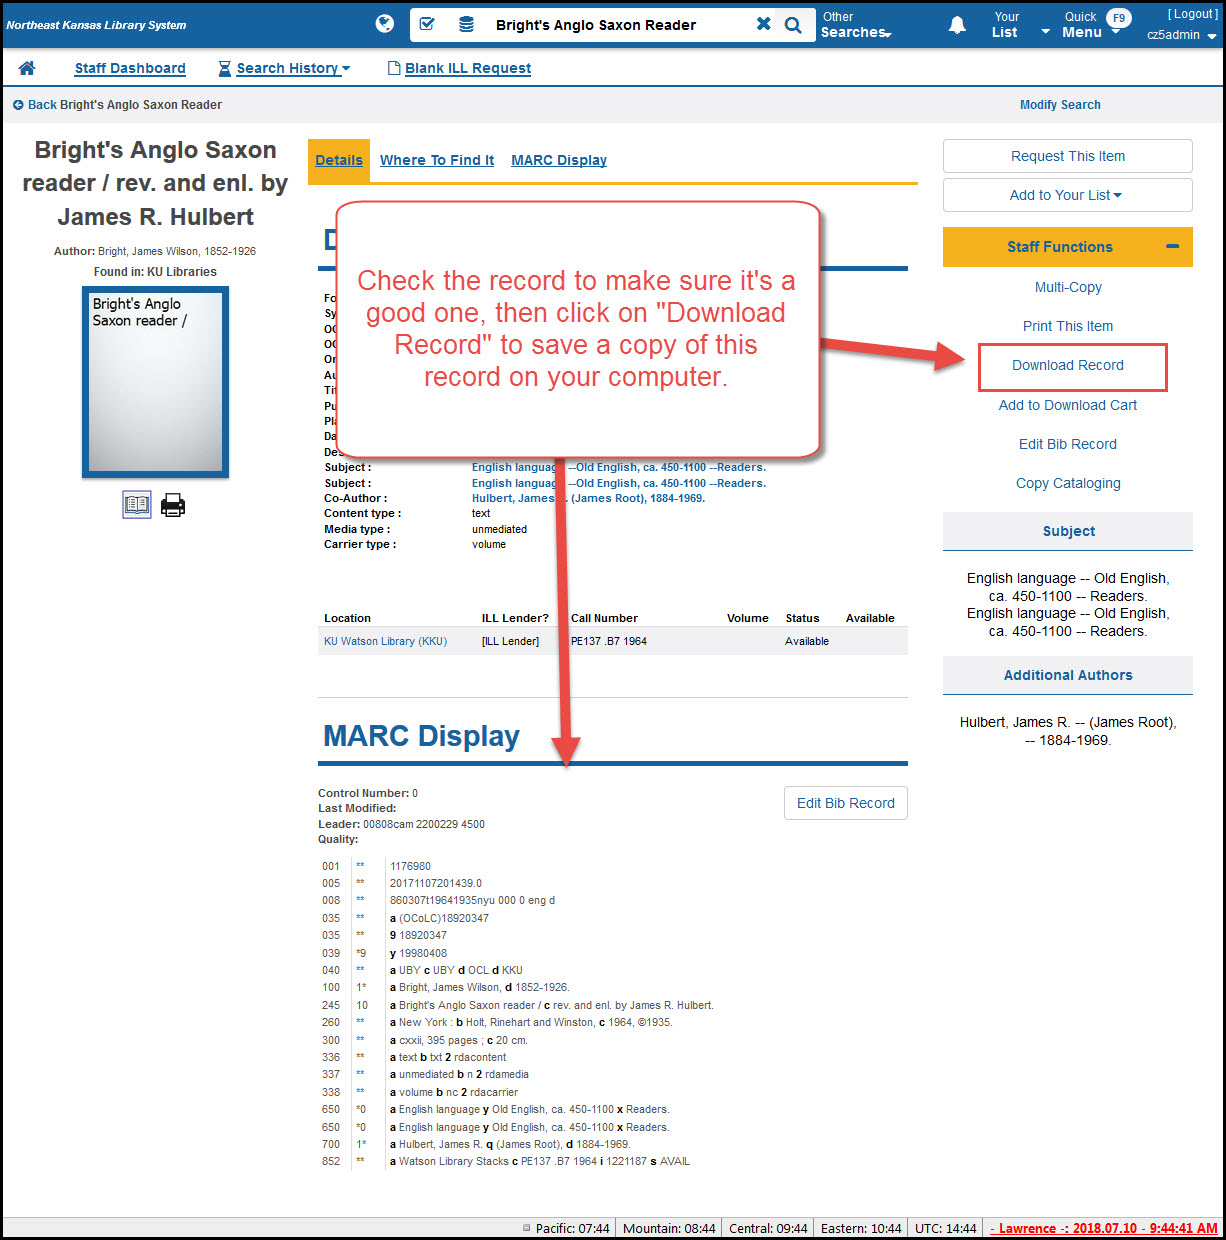 Northeast Kansas Library System
Bright's Anglo Saxon Reader
Other
Searches
Your
List
Quick
Menu
F9
[ Logout ]
cz5admin
Staff Dashboard
Search History
Blank ILL Request
Back Bright's Anglo Saxon Reader
Modify Search
Bright's Anglo Saxon
reader / rev. and enl. by
James R. Hulbert
Author: Bright, James Wilson, 1852-1926
Found in: KU Libraries
Bright's Anglo
Saxon reader /
Details
Where To Find It
MARC Display
D
Check the record to make sure it's a
good one, then click on "Download
Record" to save a copy of this
record on your computer.
Fo
Sy
OC
OC
On
Au
Tit
Pu
Pla
Da
Des
Subject :
English language --Old English, ca. 450-1100 --Readers.
Subject :
English language --Old English, ca. 450-1100 --Readers.
Co-Author :
Hulbert, James (James Root), 1884-1969.
Content type :
text
Media type :
unmediated
Carrier type :
volume
Location ILL Lender? Call Number Volume Status Available
KU Watson Library (KKU) [ILL Lender] PE137 .B7 1964 Available
MARC Display
Control Number: 0
Last Modified:
Leader: 00808cam 2200229 4500
Quality:
Edit Bib Record
001 ** 1176980
005 ** 20171107201439.0
008 ** 860307t19641935nyu 000 0 eng d
035 ** a (OCoLC)18920347
035 ** 9 18920347
039 *9 y 19980408
040 ** a UBY c UBY d OCL d KKU
100 1* a Bright, James Wilson, d 1852-1926.
245 10 a Bright's Anglo Saxon reader / c rev. and enl. by James R. Hulbert.
260 ** a New York : b Holt, Rinehart and Winston, c 1964, ©1935.
300 ** a cxxii, 395 pages ; c 20 cm.
336 ** a text b txt 2 rdacontent
337 ** a unmediated b n 2 rdamedia
338 ** a volume b nc 2 rdacarrier
650 *0 a English language y Old English, ca. 450-1100 x Readers.
650 *0 a English language y Old English, ca. 450-1100 x Readers.
700 1* a Hulbert, James R. q (James Root), d 1884-1969.
852 ** a Watson Library Stacks c PE137 .B7 1964 i 1221187 s AVAIL
Request This Item
Add to Your List
Staff Functions
Multi-Copy
Print This Item
Download Record
Add to Download Cart
Edit Bib Record
Copy Cataloging
Subject
English language -- Old English,
ca. 450-1100 -- Readers.
English language -- Old English,
ca. 450-1100 -- Readers.
Additional Authors
Hulbert, James R. -- (James Root),
-- 1884-1969.
Pacific: 07:44 Mountain: 08:44 Central: 09:44 Eastern: 10:44 UTC: 14:44 - Lawrence -: 2018.07.10 - 9:44:41 AM